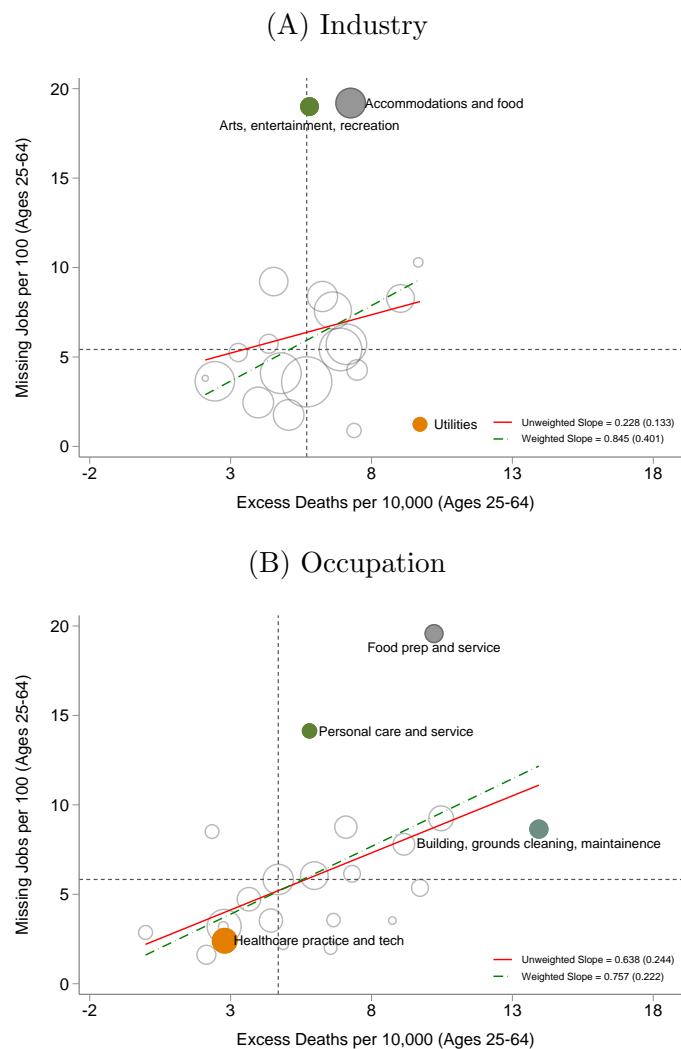 (A) Industry
20
15
10
5
0
Missing Jobs per 100 (Ages 25-64)
Accommodations and food
Arts, entertainment, recreation
Utilities
Unweighted Slope = 0.228 (0.133)
Weighted Slope = 0.845 (0.401)
-2
3
8
13
18
Excess Deaths per 10,000 (Ages 25-64)
(B) Occupation
20
15
10
5
0
Missing Jobs per 100 (Ages 25-64)
Food prep and service
Personal care and service
Building, grounds cleaning, maintainence
Healthcare practice and tech
Unweighted Slope = 0.638 (0.244)
Weighted Slope = 0.757 (0.222)
-2
3
8
13
18
Excess Deaths per 10,000 (Ages 25-64)